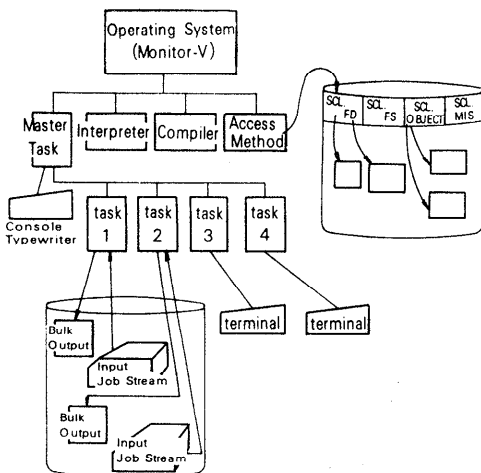 Operating System
(Monitor-V)
Master
Task
Interpreter
Compiler
Access
Method
SCL.
FD
SCL.
FS
SCL.
OBJECT
SCL.
MIS
Console
Typewriter
task
1
task
2
task
3
task
4
terminal
terminal
Bulk
Output
Input
Job Stream
Bulk
Output
Input
Job Stream